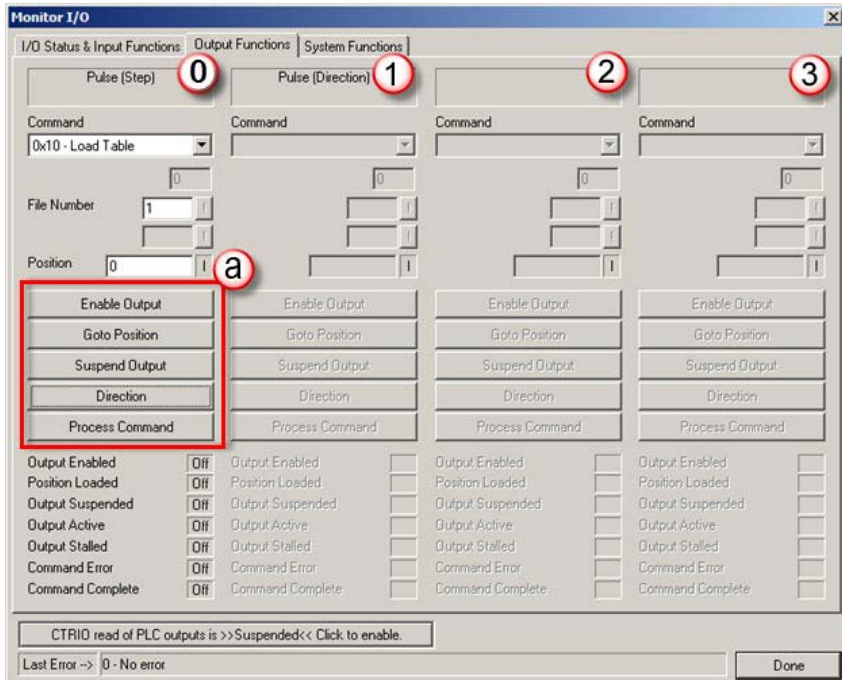 Monitor I/O
I/O Status & Input Functions Output Functions System Functions
Pulse (Step) 0 Pulse (Direction) 1 2 3
Command Command Command Command
0x10 - Load Table
0 0 0 0
File Number 1 I I I I
I I I I
Position 0 I a I I I
Enable Output Enable Output Enable Output Enable Output
Goto Position Goto Position Goto Position Goto Position
Suspend Output Suspend Output Suspend Output Suspend Output
Direction Direction Direction Direction
Process Command Process Command Process Command Process Command
Output Enabled Off Output Enabled Output Enabled Output Enabled
Position Loaded Off Position Loaded Position Loaded Position Loaded
Output Suspended Off Output Suspended Output Suspended Output Suspended
Output Active Off Output Active Output Active Output Active
Output Stalled Off Output Stalled Output Stalled Output Stalled
Command Error Off Command Error Command Error Command Error
Command Complete Off Command Complete Command Complete Command Complete
CTRIO read of PLC outputs is >>Suspended<< Click to enable.
Last Error --> 0 - No error Done